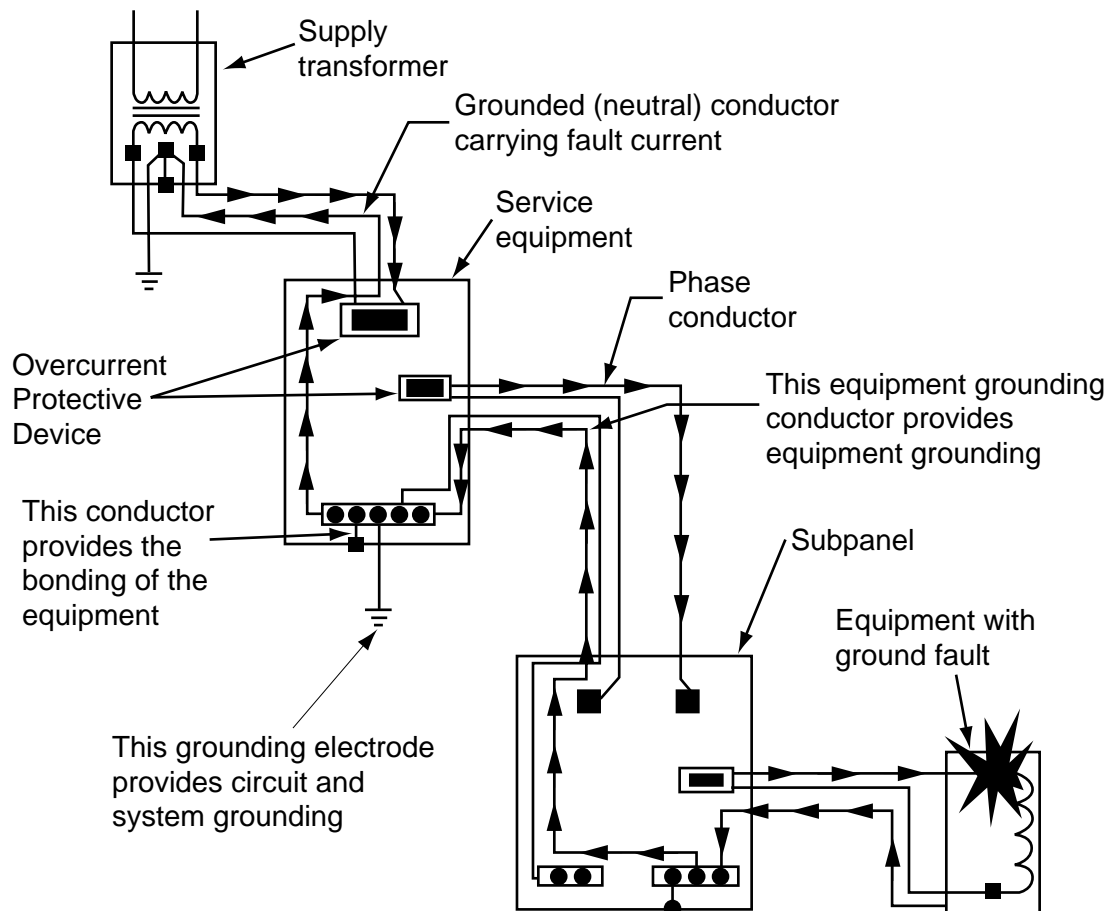 Supply
transformer
Grounded (neutral) conductor
carrying fault current
Service
equipment
Phase
conductor
Overcurrent
Protective
Device
This equipment grounding
conductor provides
equipment grounding
This conductor
provides the
bonding of the
equipment
Subpanel
Equipment with
ground fault
This grounding electrode
provides circuit and
system grounding